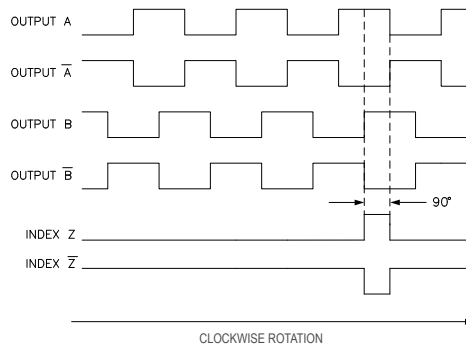 OUTPUT A
OUTPUT A̅
OUTPUT B
OUTPUT B̅
90°
INDEX Z
INDEX Z̅
CLOCKWISE ROTATION